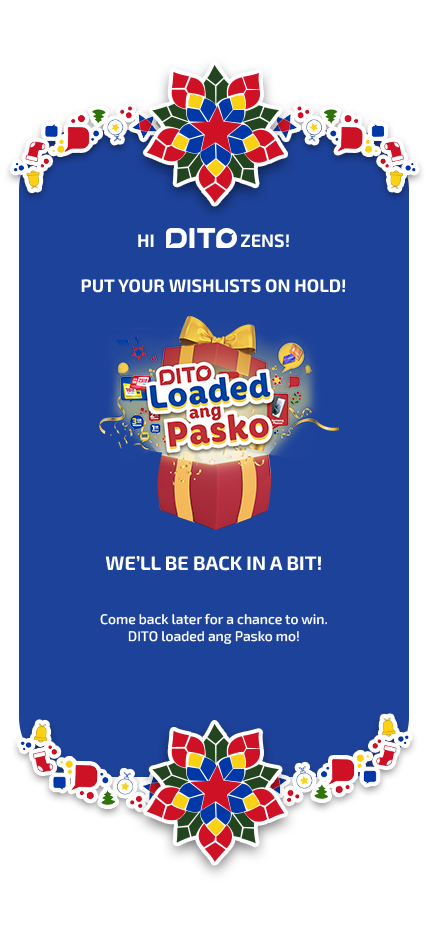 HI DITO ZENS!
PUT YOUR WISHLISTS ON HOLD!
DITO
Loaded
ang
Pasko
WE'LL BE BACK IN A BIT!
Come back later for a chance to win.
DITO loaded ang Pasko mo!